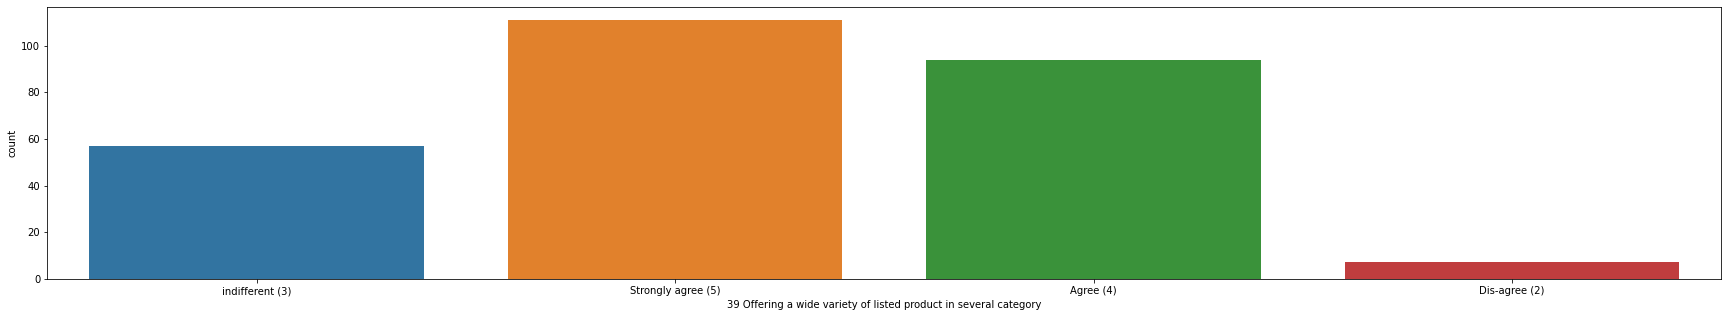 100
80
60
40
20
0
count
indifferent (3) Strongly agree (5) Agree (4) Dis-agree (2)
39 Offering a wide variety of listed product in several category